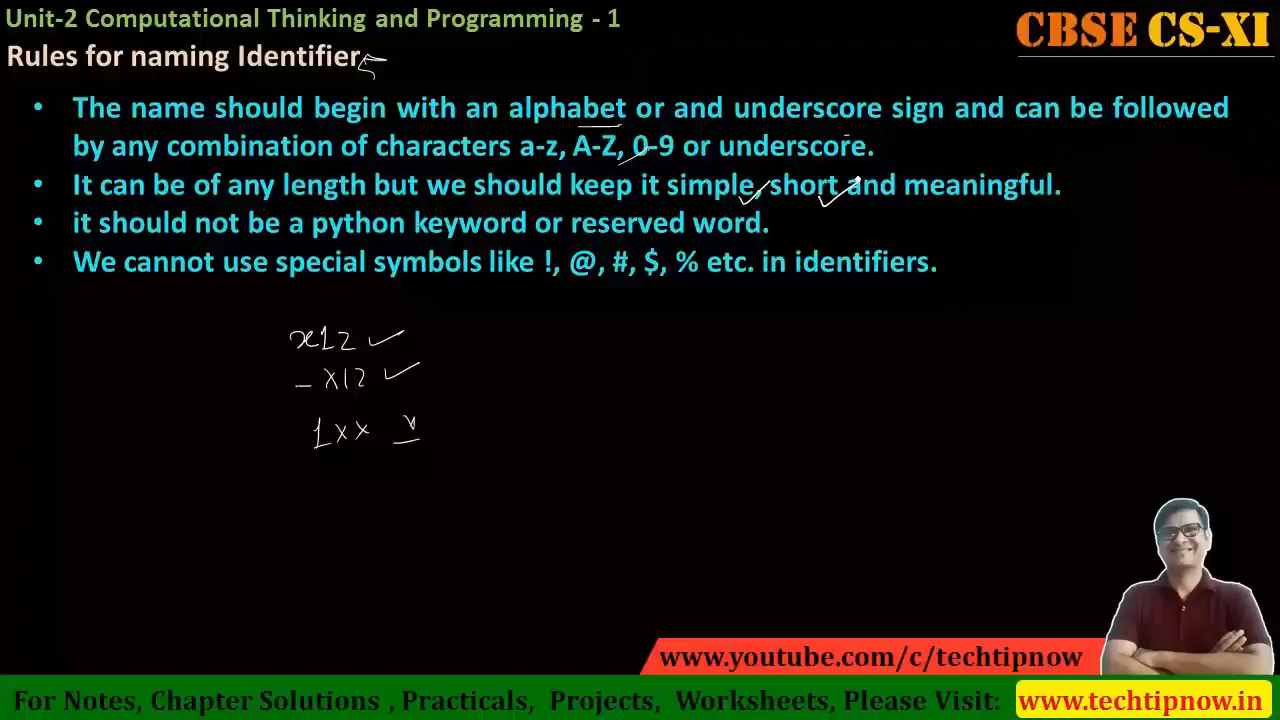 Unit-2 Computational Thinking and Programming - 1
CBSE CS-XI
Rules for naming Identifier
• The name should begin with an alphabet or and underscore sign and can be followed
by any combination of characters a-z, A-Z, 0-9 or underscore.
• It can be of any length but we should keep it simple, short and meaningful.
• it should not be a python keyword or reserved word.
• We cannot use special symbols like !, @, #, $, % etc. in identifiers.
x12 ✓
_x12 ✓
1xx x
www.youtube.com/c/techtipnow
For Notes, Chapter Solutions , Practicals, Projects, Worksheets, Please Visit: www.techtipnow.in